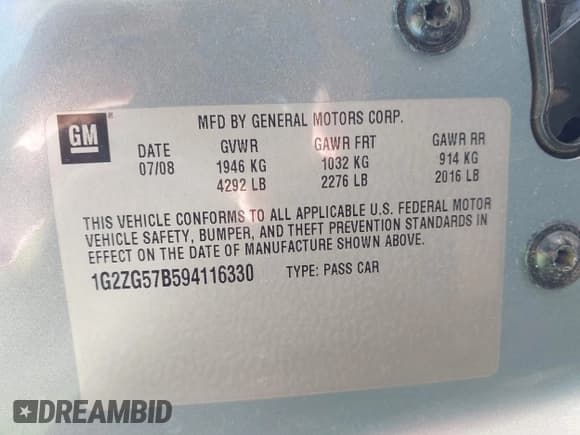 GM
MFD BY GENERAL MOTORS CORP.
DATE GVWR GAWR FRT GAWR RR
07/08 1946 KG 1032 KG 914 KG
4292 LB 2276 LB 2016 LB
THIS VEHICLE CONFORMS TO ALL APPLICABLE U.S. FEDERAL MOTOR
VEHICLE SAFETY, BUMPER, AND THEFT PREVENTION STANDARDS IN
EFFECT ON THE DATE OF MANUFACTURE SHOWN ABOVE.
1G2ZG57B594116330 TYPE: PASS CAR
DREAMBID